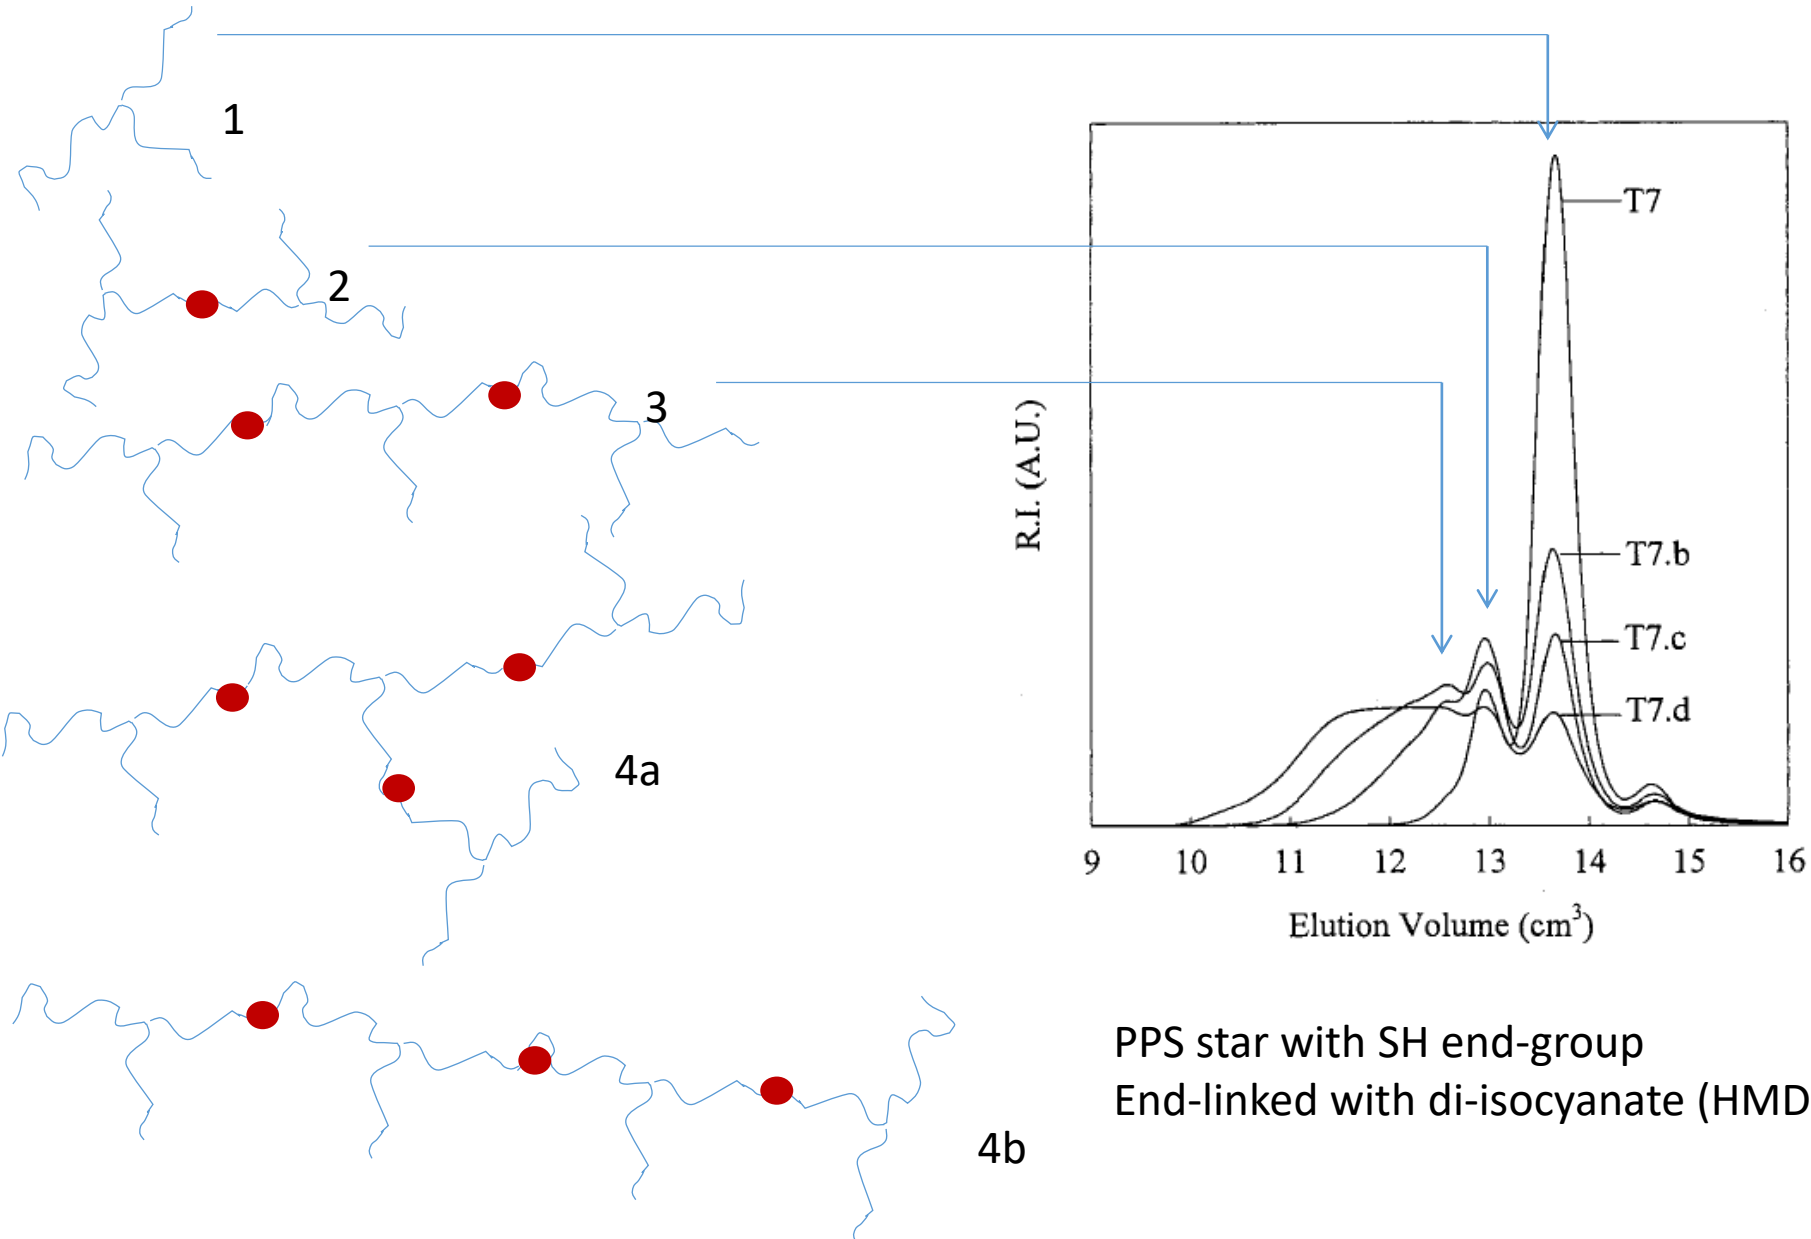 1
2
3
4a
4b
T7
T7.b
T7.c
T7.d
R.I. (A.U.)
9 10 11 12 13 14 15 16
Elution Volume (cm³)
PPS star with SH end-group
End-linked with di-isocyanate (HMD